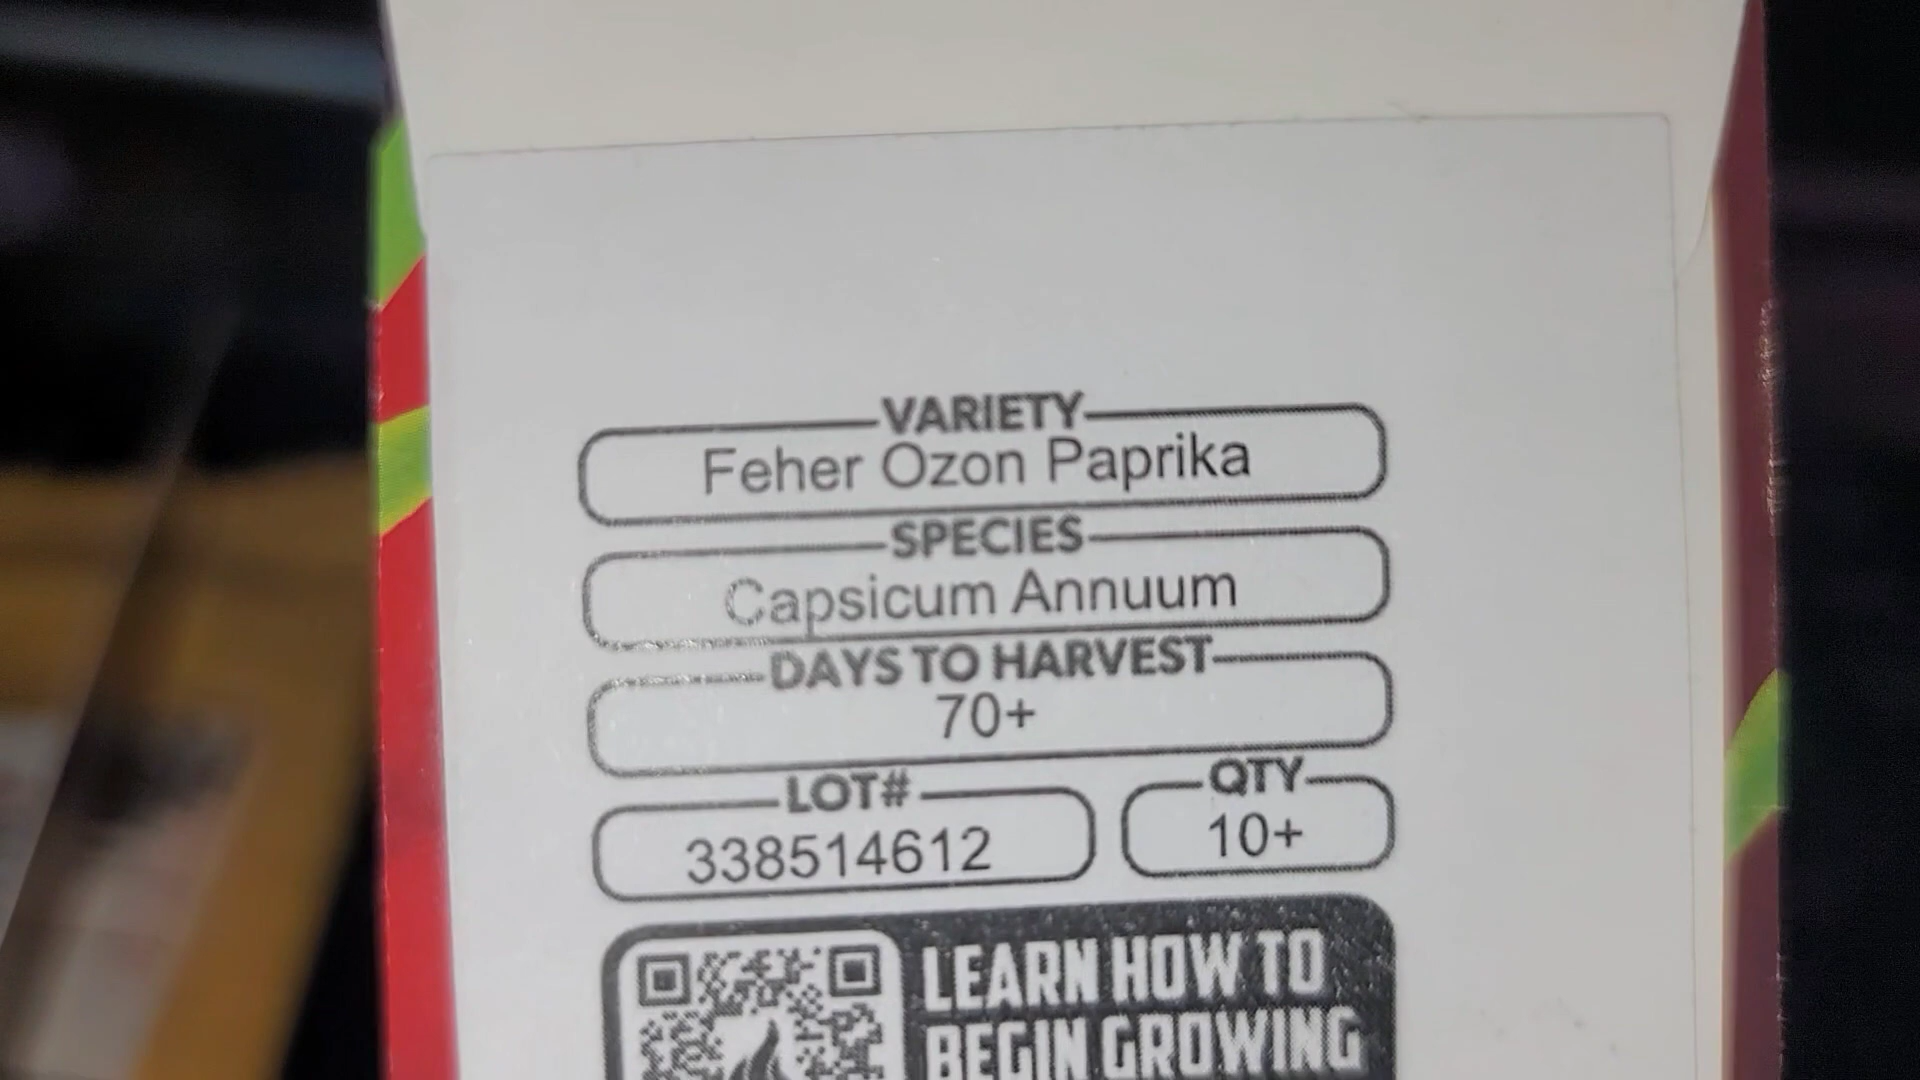 VARIETY
Feher Ozon Paprika
SPECIES
Capsicum Annuum
DAYS TO HARVEST
70+
LOT# QTY
338514612 10+
LEARN HOW TO
BEGIN GROWING